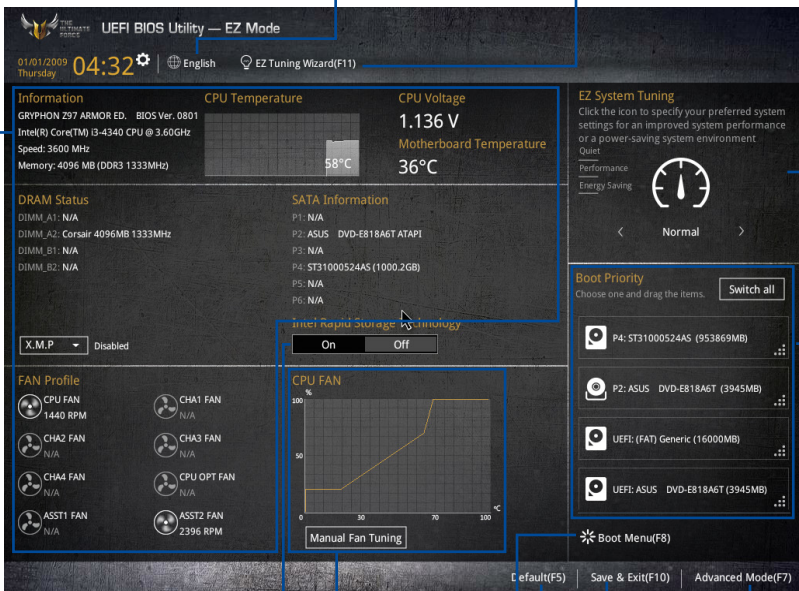 THE ULTIMATE FORCE
UEFI BIOS Utility — EZ Mode
01/01/2009
Thursday
04:32
English
EZ Tuning Wizard(F11)
Information
GRYPHON Z97 ARMOR ED. BIOS Ver. 0801
Intel(R) Core(TM) i3-4340 CPU @ 3.60GHz
Speed: 3600 MHz
Memory: 4096 MB (DDR3 1333MHz)
CPU Temperature
58°C
CPU Voltage
1.136 V
Motherboard Temperature
36°C
EZ System Tuning
Click the icon to specify your preferred system
settings for an improved system performance
or a power-saving system environment
Quiet
Performance
Energy Saving
Normal
DRAM Status
DIMM_A1: N/A
DIMM_A2: Corsair 4096MB 1333MHz
DIMM_B1: N/A
DIMM_B2: N/A
X.M.P
Disabled
SATA Information
P1: N/A
P2: ASUS DVD-E818A6T ATAPI
P3: N/A
P4: ST31000524AS (1000.2GB)
P5: N/A
P6: N/A
Intel Rapid Storage Technology
On Off
Boot Priority
Choose one and drag the items.
Switch all
P4: ST31000524AS (953869MB)
P2: ASUS DVD-E818A6T (3945MB)
UEFI: (FAT) Generic (16000MB)
UEFI: ASUS DVD-E818A6T (3945MB)
FAN Profile
CPU FAN
1440 RPM
CHA1 FAN
N/A
CHA2 FAN
N/A
CHA3 FAN
N/A
CHA4 FAN
N/A
CPU OPT FAN
N/A
ASST1 FAN
N/A
ASST2 FAN
2396 RPM
CPU FAN
%
100
50
0 30 70 100
°C
Manual Fan Tuning
Boot Menu(F8)
Default(F5)
Save & Exit(F10)
Advanced Mode(F7)